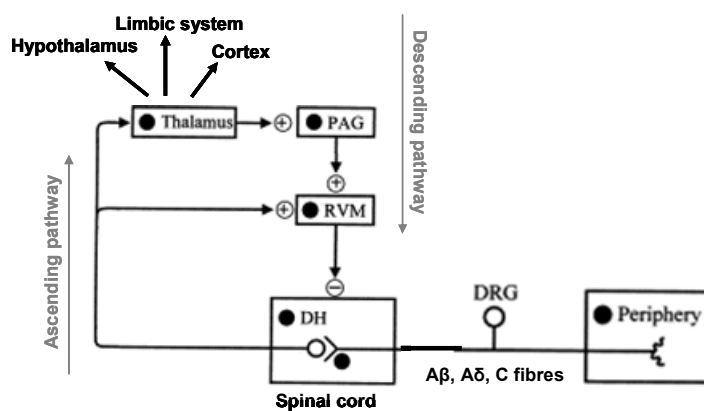 Limbic system
Hypothalamus
Cortex
Thalamus
+
PAG
+
+
RVM
−
DH
DRG
Periphery
Aβ, Aδ, C fibres
Spinal cord
Ascending pathway
Descending pathway